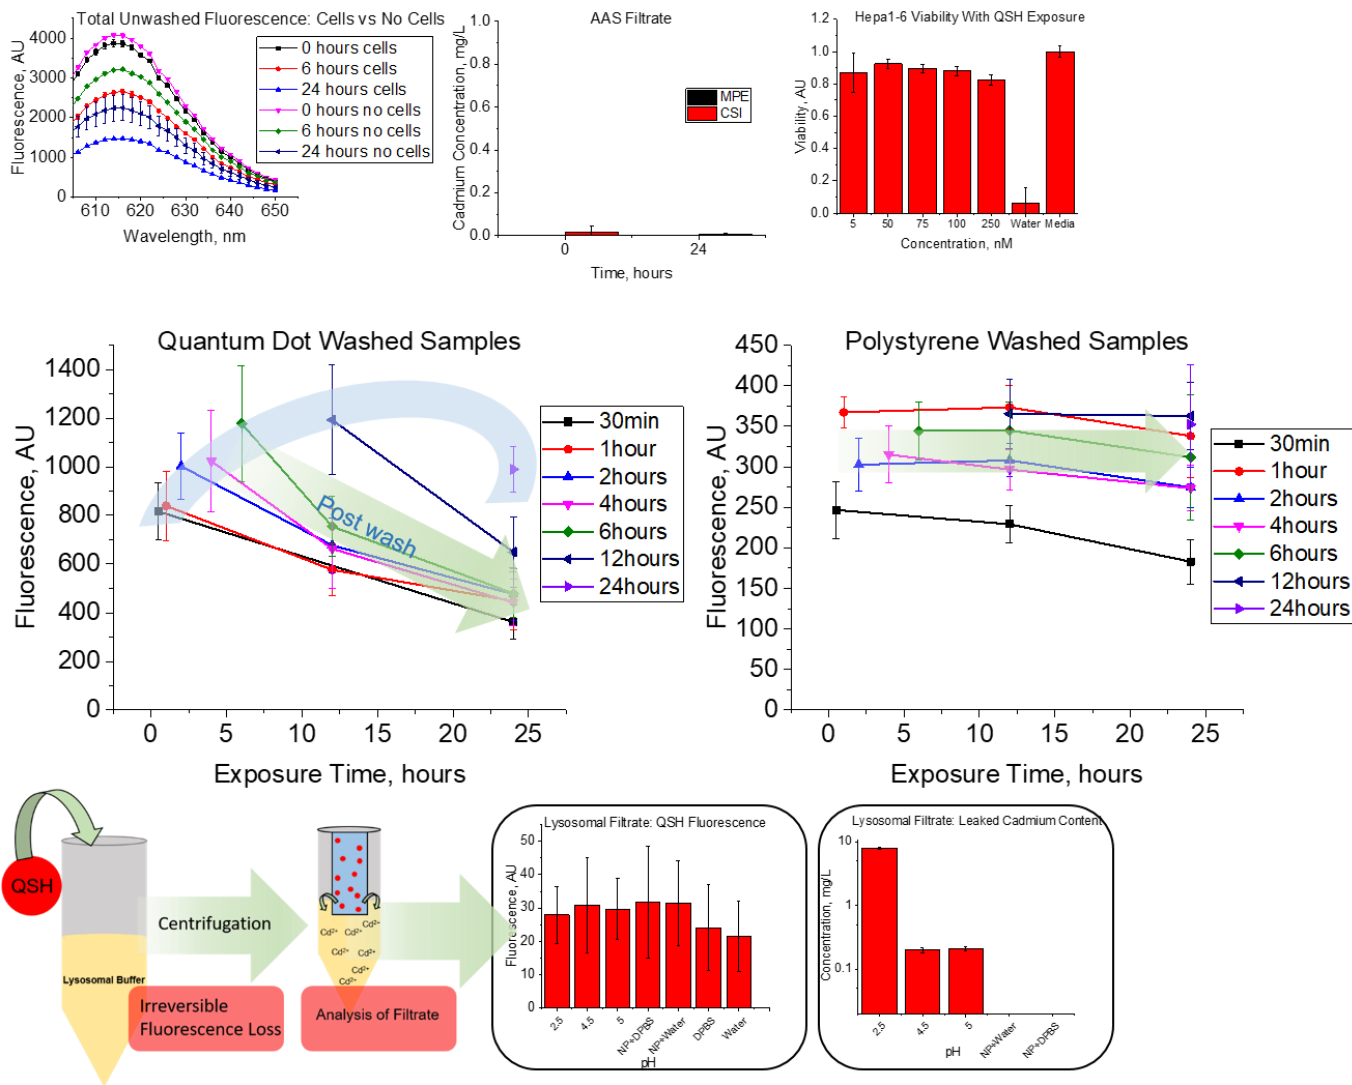 Total Unwashed Fluorescence: Cells vs No Cells
Fluorescence, AU
4000
3000
2000
1000
0
610
620
630
640
650
Wavelength, nm
0 hours cells
6 hours cells
24 hours cells
0 hours no cells
6 hours no cells
24 hours no cells
AAS Filtrate
Cadmium Concentration, mg/L
1.0
0.8
0.6
0.4
0.2
0.0
0
24
Time, hours
MPE
CSI
Hepa1-6 Viability With QSH Exposure
Viability, AU
1.2
1.0
0.8
0.6
0.4
0.2
0.0
5
50
75
100
250
Water
Media
Concentration, nM
Quantum Dot Washed Samples
Fluorescence, AU
1400
1200
1000
800
600
400
200
0
0
5
10
15
20
25
Exposure Time, hours
Post wash
30min
1hour
2hours
4hours
6hours
12hours
24hours
Polystyrene Washed Samples
Fluorescence, AU
450
400
350
300
250
200
150
100
50
0
0
5
10
15
20
25
Exposure Time, hours
30min
1hour
2hours
4hours
6hours
12hours
24hours
QSH
Lysosomal Buffer
Centrifugation
Irreversible
Fluorescence Loss
Cd2+
Cd2+ Cd2+
Cd2+ Cd2+
Cd2+ Cd2+
Cd2+
Cd2+
Analysis of Filtrate
Lysosomal Filtrate: QSH Fluorescence
Fluorescence, AU
50
40
30
20
10
0
2.5
4.5
5
NP+DPBS
NP+Water
DPBS
Water
pH
Lysosomal Filtrate: Leaked Cadmium Content
Concentration, mg/L
10
1
0.1
2.5
4.5
5
NP+Water
NP+DPBS
pH